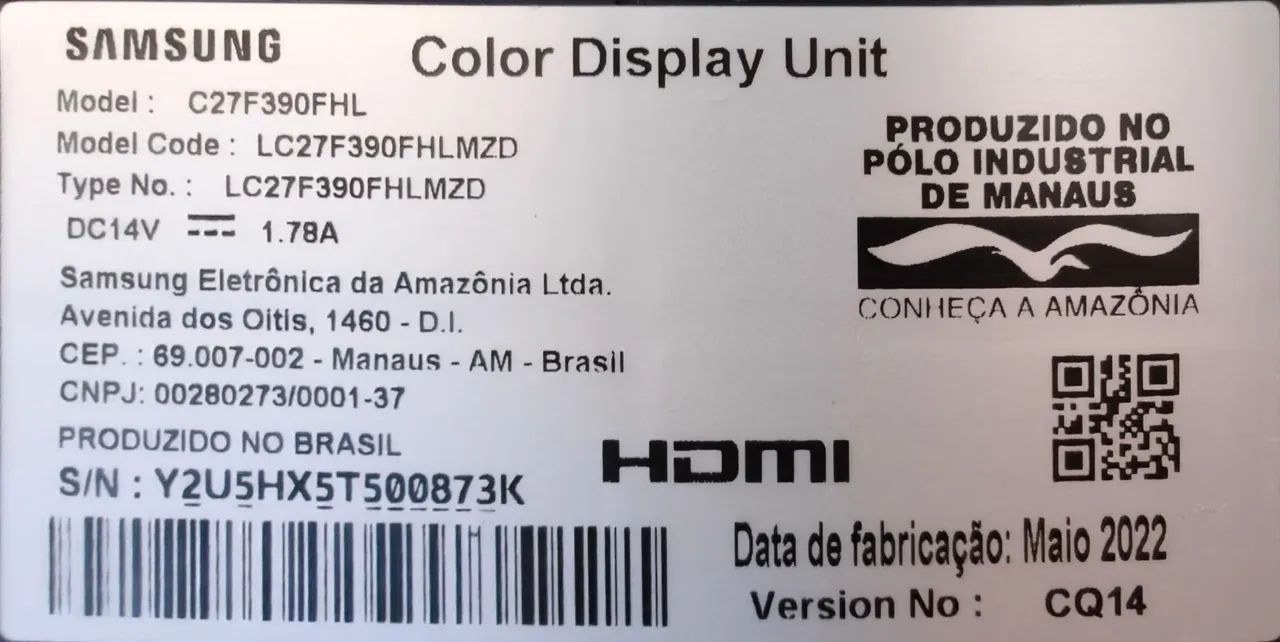 SAMSUNG
Color Display Unit
Model : C27F390FHL
Model Code : LC27F390FHLMZD
Type No. : LC27F390FHLMZD
DC14V ⎓ 1.78A
Samsung Eletrônica da Amazônia Ltda.
Avenida dos Oitis, 1460 - D.I.
CEP. : 69.007-002 - Manaus - AM - Brasil
CNPJ: 00280273/0001-37
PRODUZIDO NO BRASIL
S/N : Y2U5HX5T500873K
PRODUZIDO NO
PÓLO INDUSTRIAL
DE MANAUS
CONHEÇA A AMAZÔNIA
HDMI
Data de fabricação: Maio 2022
Version No : CQ14